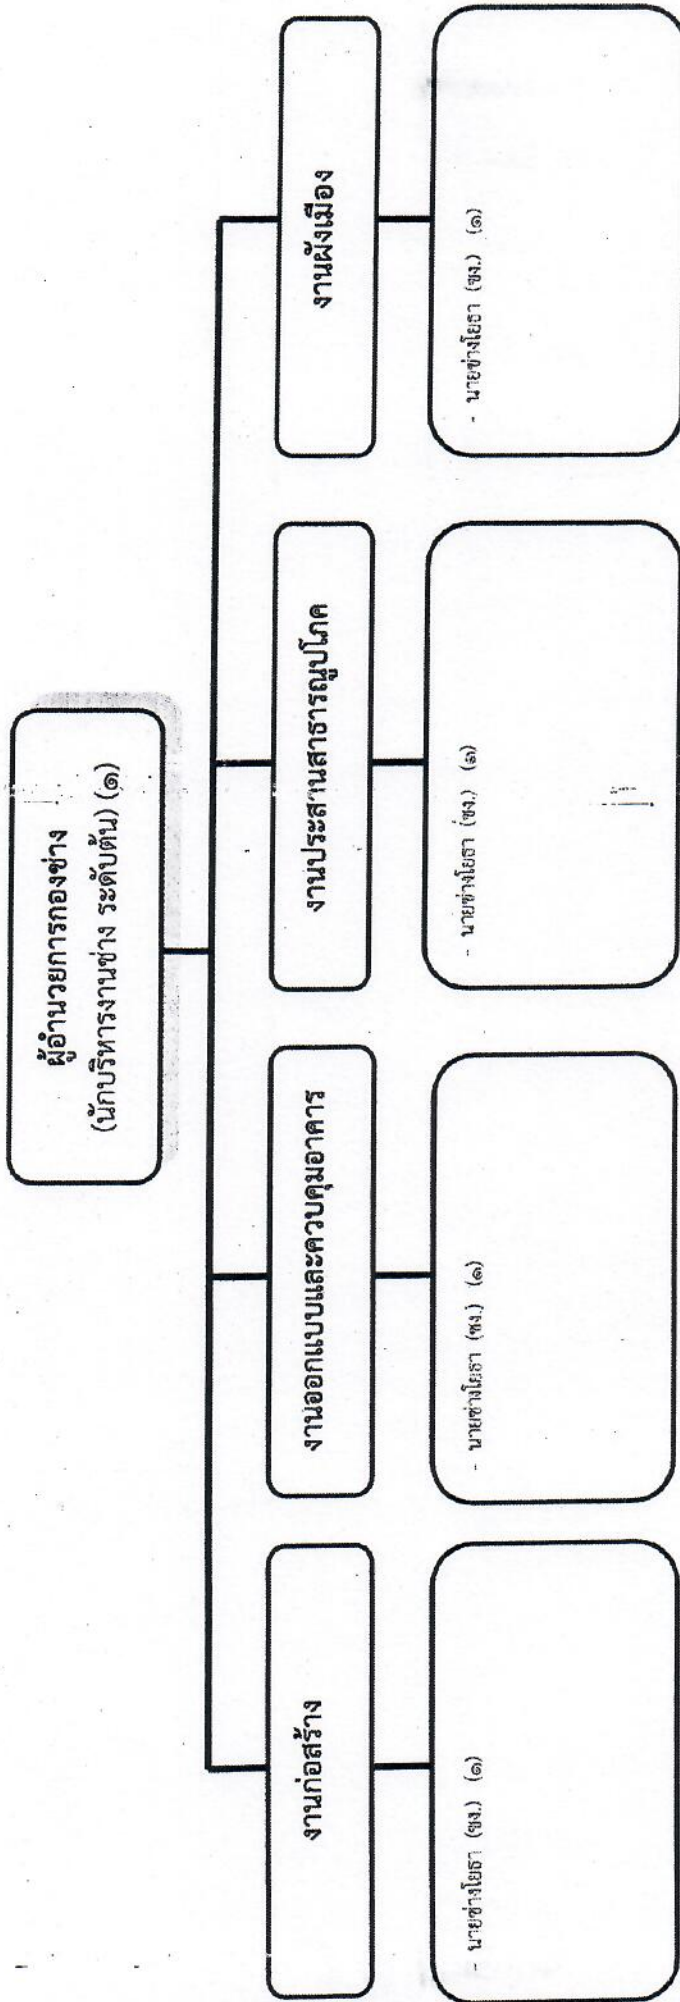 ผู้อำนวยการกองช่าง
(นักบริหารงานช่าง ระดับต้น) (๑)
งานก่อสร้าง
งานออกแบบและควบคุมอาคาร
งานประสานสาธารณูปโภค
งานผังเมือง
- นายช่างโยธา (ชง.) (๑)
- นายช่างโยธา (ชง.) (๑)
- นายช่างโยธา (ชง.) (๑)
- นายช่างโยธา (ชง.) (๑)